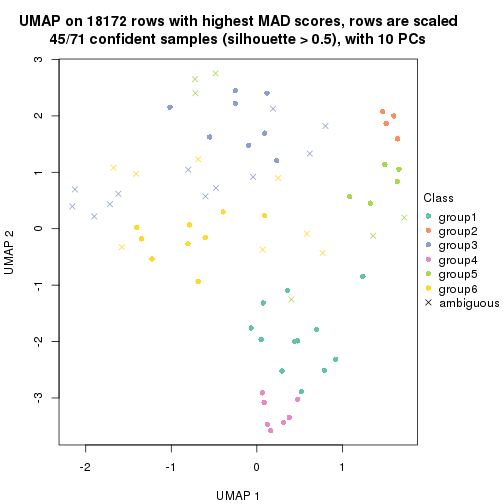 UMAP on 18172 rows with highest MAD scores, rows are scaled
45/71 confident samples (silhouette > 0.5), with 10 PCs
3
2
1
0
-1
-2
-3
UMAP 2
-2
-1
0
1
UMAP 1
Class
group1
group2
group3
group4
group5
group6
ambiguous